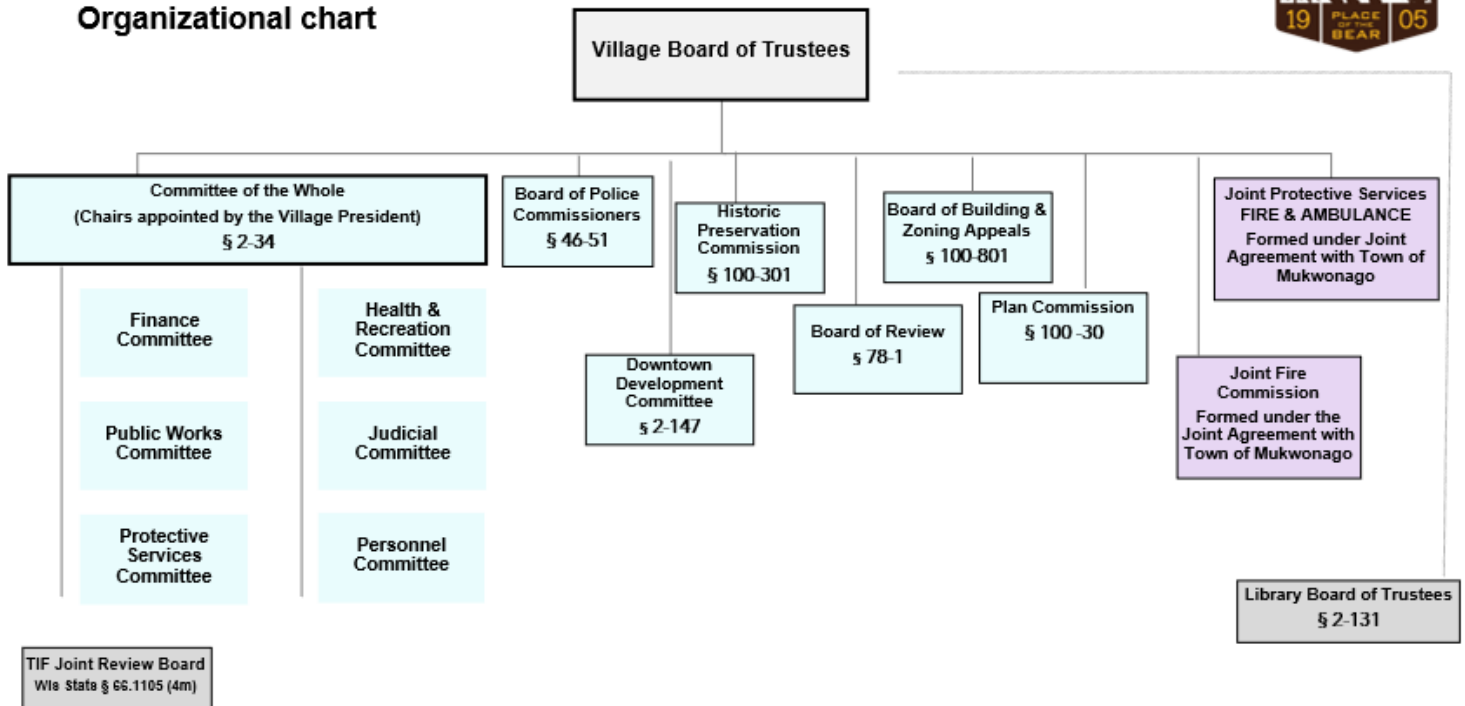 Organizational chart
19 PLACE OF THE BEAR 05
Village Board of Trustees
Committee of the Whole
(Chairs appointed by the Village President)
§ 2-34
Finance
Committee
Health &
Recreation
Committee
Public Works
Committee
Judicial
Committee
Protective
Services
Committee
Personnel
Committee
Board of Police
Commissioners
§ 46-51
Downtown
Development
Committee
§ 2-147
Historic
Preservation
Commission
§ 100-301
Board of Review
§ 78-1
Board of Building &
Zoning Appeals
§ 100-801
Plan Commission
§ 100 -30
Joint Protective Services
FIRE & AMBULANCE
Formed under Joint
Agreement with Town of
Mukwonago
Joint Fire
Commission
Formed under the
Joint Agreement with
Town of Mukwonago
Library Board of Trustees
§ 2-131
TIF Joint Review Board
Wis Stats § 66.1105 (4m)